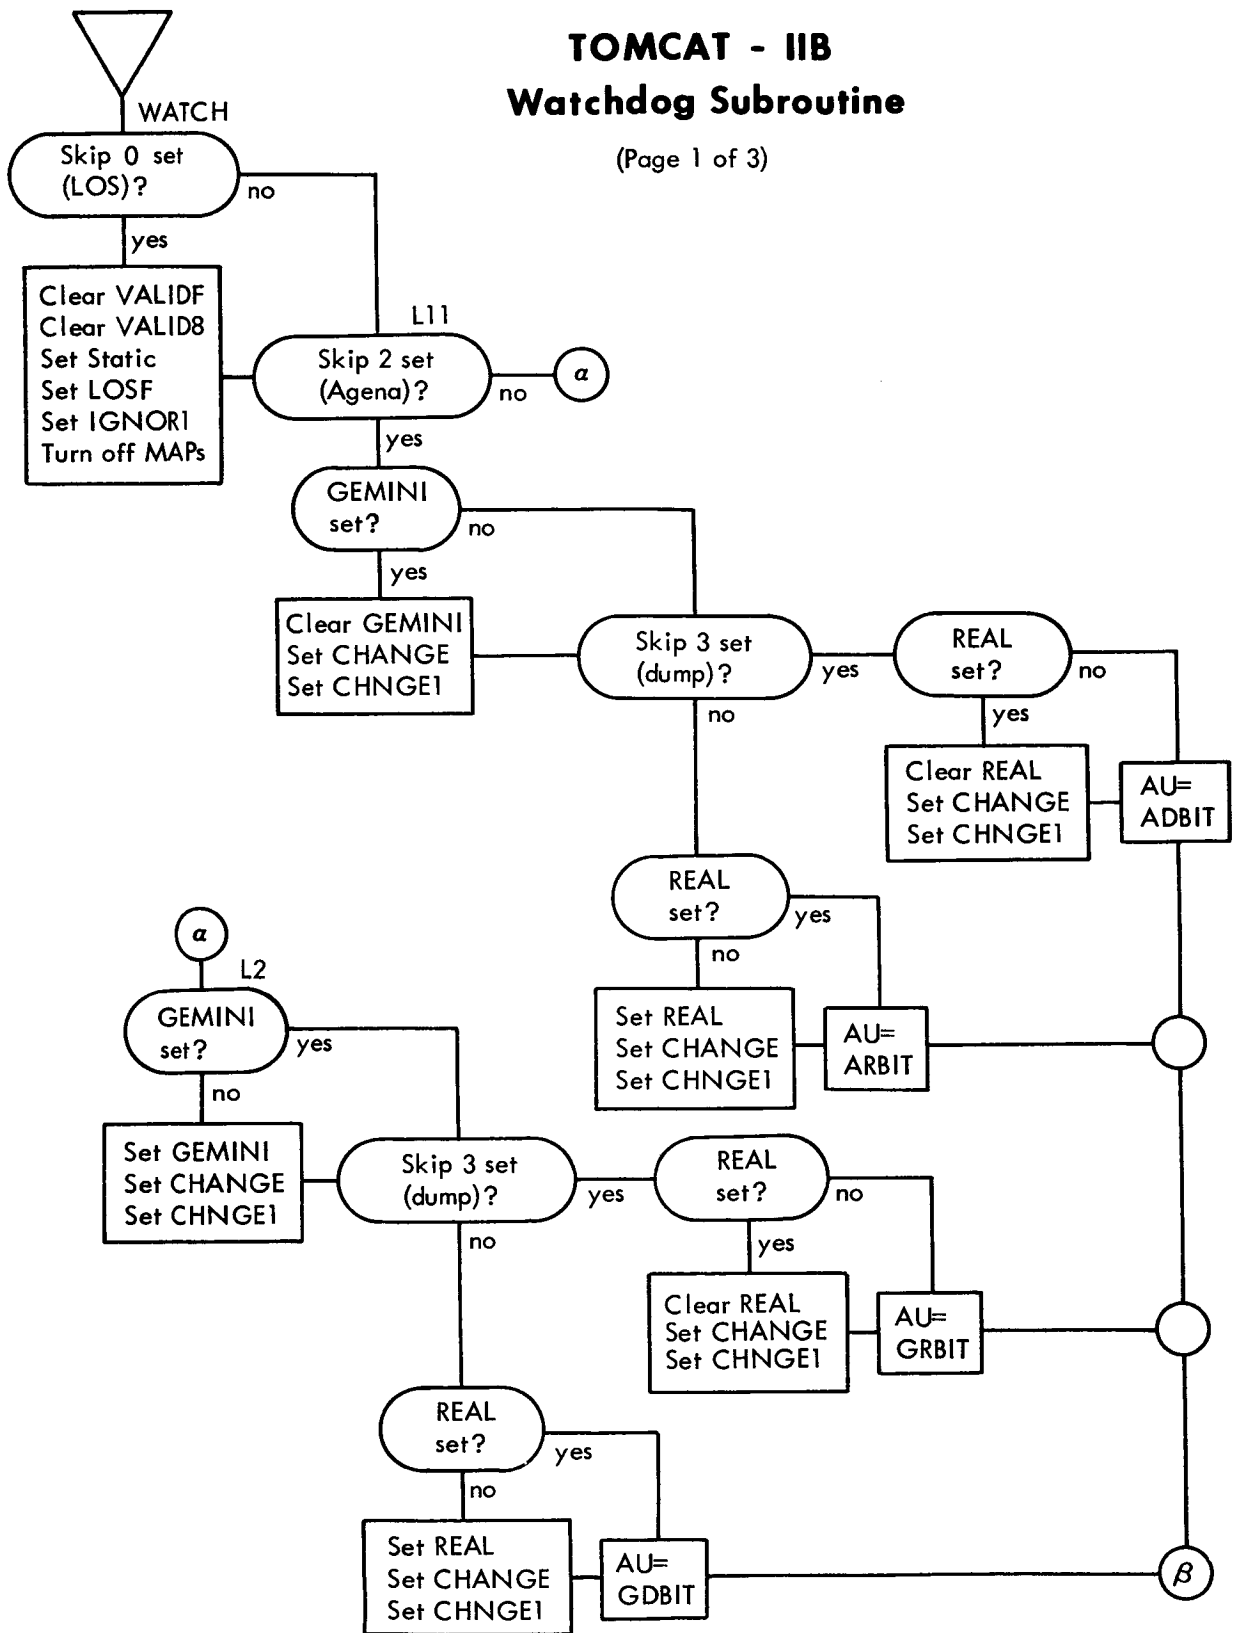 TOMCAT - IIB
Watchdog Subroutine
(Page 1 of 3)
WATCH
Skip 0 set
(LOS)?
no
yes
Clear VALIDF
Clear VALID8
Set Static
Set LOSF
Set IGNOR1
Turn off MAPs
L11
Skip 2 set
(Agena)?
no
α
yes
GEMINI
set?
no
yes
Clear GEMINI
Set CHANGE
Set CHNGE1
Skip 3 set
(dump)?
yes
no
REAL
set?
no
yes
Clear REAL
Set CHANGE
Set CHNGE1
AU=
ADBIT
REAL
set?
yes
no
Set REAL
Set CHANGE
Set CHNGE1
AU=
ARBIT
α
L2
GEMINI
set?
yes
no
Set GEMINI
Set CHANGE
Set CHNGE1
Skip 3 set
(dump)?
yes
no
REAL
set?
no
yes
Clear REAL
Set CHANGE
Set CHNGE1
AU=
GRBIT
REAL
set?
yes
no
Set REAL
Set CHANGE
Set CHNGE1
AU=
GDBIT
β